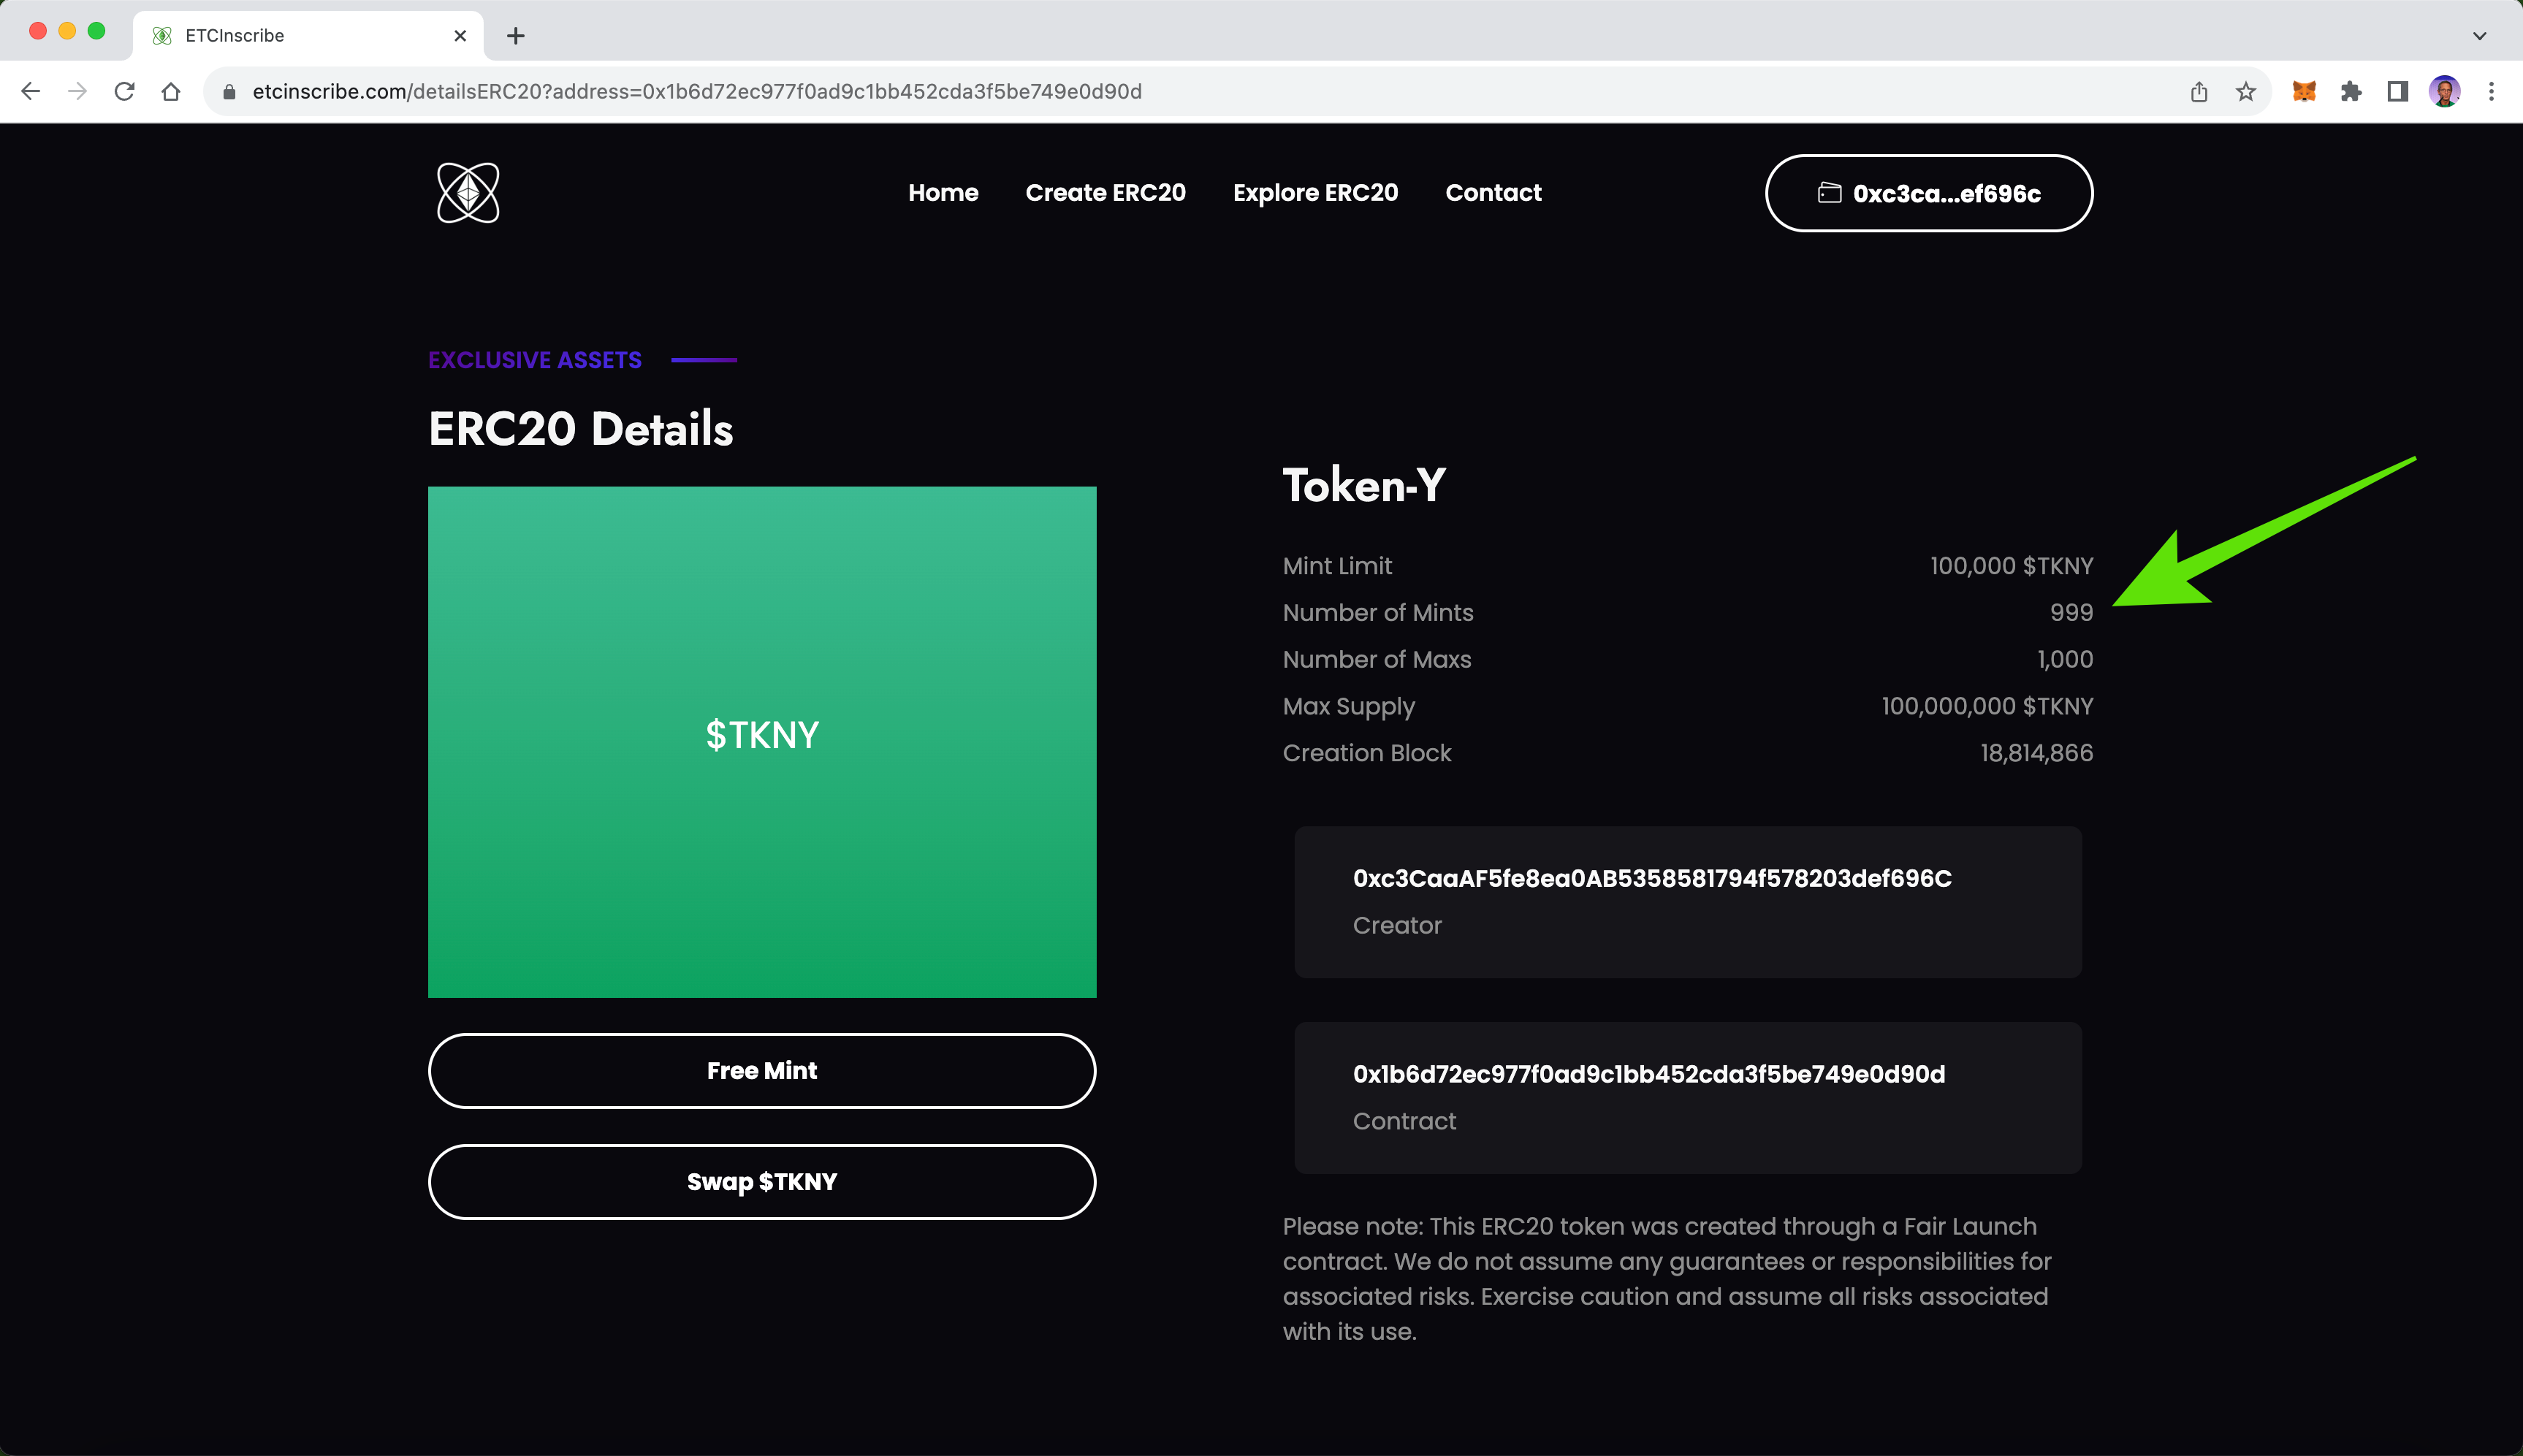 ETCInscribe
etcinscribe.com/detailsERC20?address=0x1b6d72ec977f0ad9c1bb452cda3f5be749e0d90d
Home Create ERC20 Explore ERC20 Contact 0xc3ca...ef696c
EXCLUSIVE ASSETS
ERC20 Details
$TKNY
Free Mint
Swap $TKNY
Token-Y
Mint Limit 100,000 $TKNY
Number of Mints 999
Number of Maxs 1,000
Max Supply 100,000,000 $TKNY
Creation Block 18,814,866
0xc3CaaAF5fe8ea0AB5358581794f578203def696C
Creator
0x1b6d72ec977f0ad9c1bb452cda3f5be749e0d90d
Contract
Please note: This ERC20 token was created through a Fair Launch
contract. We do not assume any guarantees or responsibilities for
associated risks. Exercise caution and assume all risks associated
with its use.